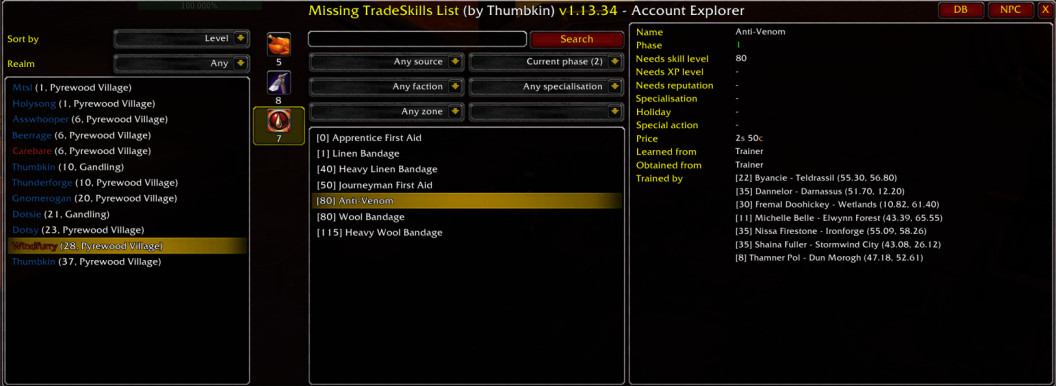 100.000%
Missing TradeSkills List (by Thumbkin) v1.13.34 - Account Explorer
DB NPC X
Sort by Level
Realm Any
Mtsl (1, Pyrewood Village)
Holysong (1, Pyrewood Village)
Asswhooper (6, Pyrewood Village)
Beerrage (6, Pyrewood Village)
Carebare (6, Pyrewood Village)
Thumbkin (10, Gandling)
Thunderforge (10, Pyrewood Village)
Gnomerogan (20, Pyrewood Village)
Dorsie (21, Gandling)
Dotsy (23, Pyrewood Village)
Windfurry (28, Pyrewood Village)
Thumbkin (37, Pyrewood Village)
5
8
7
Search
Any source Current phase (2)
Any faction Any specialisation
Any zone
[0] Apprentice First Aid
[1] Linen Bandage
[40] Heavy Linen Bandage
[50] Journeyman First Aid
[80] Anti-Venom
[80] Wool Bandage
[115] Heavy Wool Bandage
Name Anti-Venom
Phase 1
Needs skill level 80
Needs XP level -
Needs reputation -
Specialisation -
Holiday -
Special action -
Price 2s 50c
Learned from Trainer
Obtained from Trainer
Trained by [22] Byancie - Teldrassil (55.30, 56.80)
[35] Dannelor - Darnassus (51.70, 12.20)
[30] Fremal Doohickey - Wetlands (10.82, 61.40)
[11] Michelle Belle - Elwynn Forest (43.39, 65.55)
[35] Nissa Firestone - Ironforge (55.09, 58.26)
[35] Shaina Fuller - Stormwind City (43.08, 26.12)
[8] Thamner Pol - Dun Morogh (47.18, 52.61)